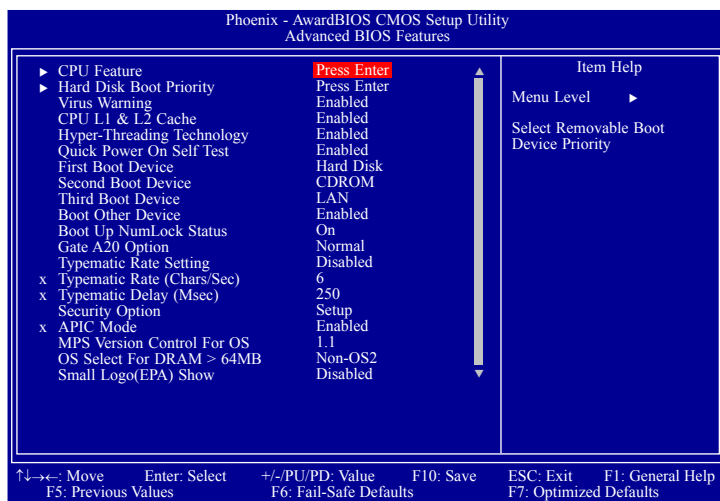 Phoenix - AwardBIOS CMOS Setup Utility
Advanced BIOS Features
► CPU Feature Press Enter
► Hard Disk Boot Priority Press Enter
Virus Warning Enabled
CPU L1 & L2 Cache Enabled
Hyper-Threading Technology Enabled
Quick Power On Self Test Enabled
First Boot Device Hard Disk
Second Boot Device CDROM
Third Boot Device LAN
Boot Other Device Enabled
Boot Up NumLock Status On
Gate A20 Option Normal
Typematic Rate Setting Disabled
x Typematic Rate (Chars/Sec) 6
x Typematic Delay (Msec) 250
Security Option Setup
x APIC Mode Enabled
MPS Version Control For OS 1.1
OS Select For DRAM > 64MB Non-OS2
Small Logo(EPA) Show Disabled
Item Help
Menu Level ►
Select Removable Boot
Device Priority
↑↓→←: Move Enter: Select +/-/PU/PD: Value F10: Save ESC: Exit F1: General Help
F5: Previous Values F6: Fail-Safe Defaults F7: Optimized Defaults